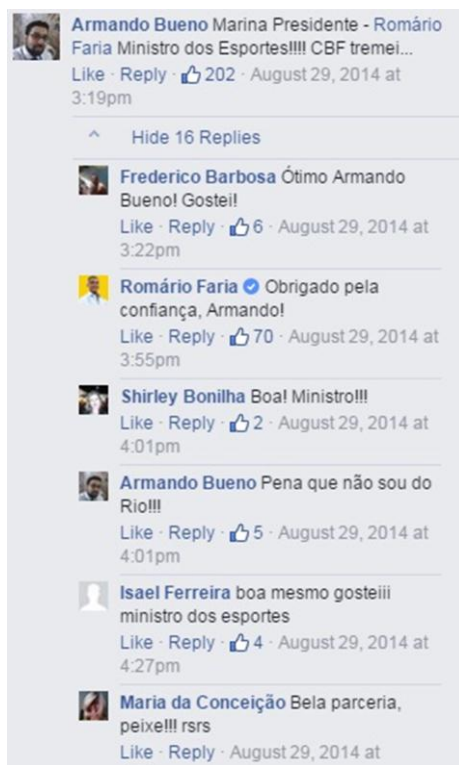 Armando Bueno Marina Presidente - Romário
Faria Ministro dos Esportes!!!! CBF tremei...
Like · Reply · 202 · August 29, 2014 at
3:19pm
Hide 16 Replies
Frederico Barbosa Ótimo Armando
Bueno! Gostei!
Like · Reply · 6 · August 29, 2014 at
3:22pm
Romário Faria Obrigado pela
confiança, Armando!
Like · Reply · 70 · August 29, 2014 at
3:55pm
Shirley Bonilha Boa! Ministro!!!
Like · Reply · 2 · August 29, 2014 at
4:01pm
Armando Bueno Pena que não sou do
Rio!!!
Like · Reply · 5 · August 29, 2014 at
4:01pm
Isael Ferreira boa mesmo gosteiii
ministro dos esportes
Like · Reply · 4 · August 29, 2014 at
4:27pm
Maria da Conceição Bela parceria,
peixe!!! rsrs
Like · Reply · August 29, 2014 at